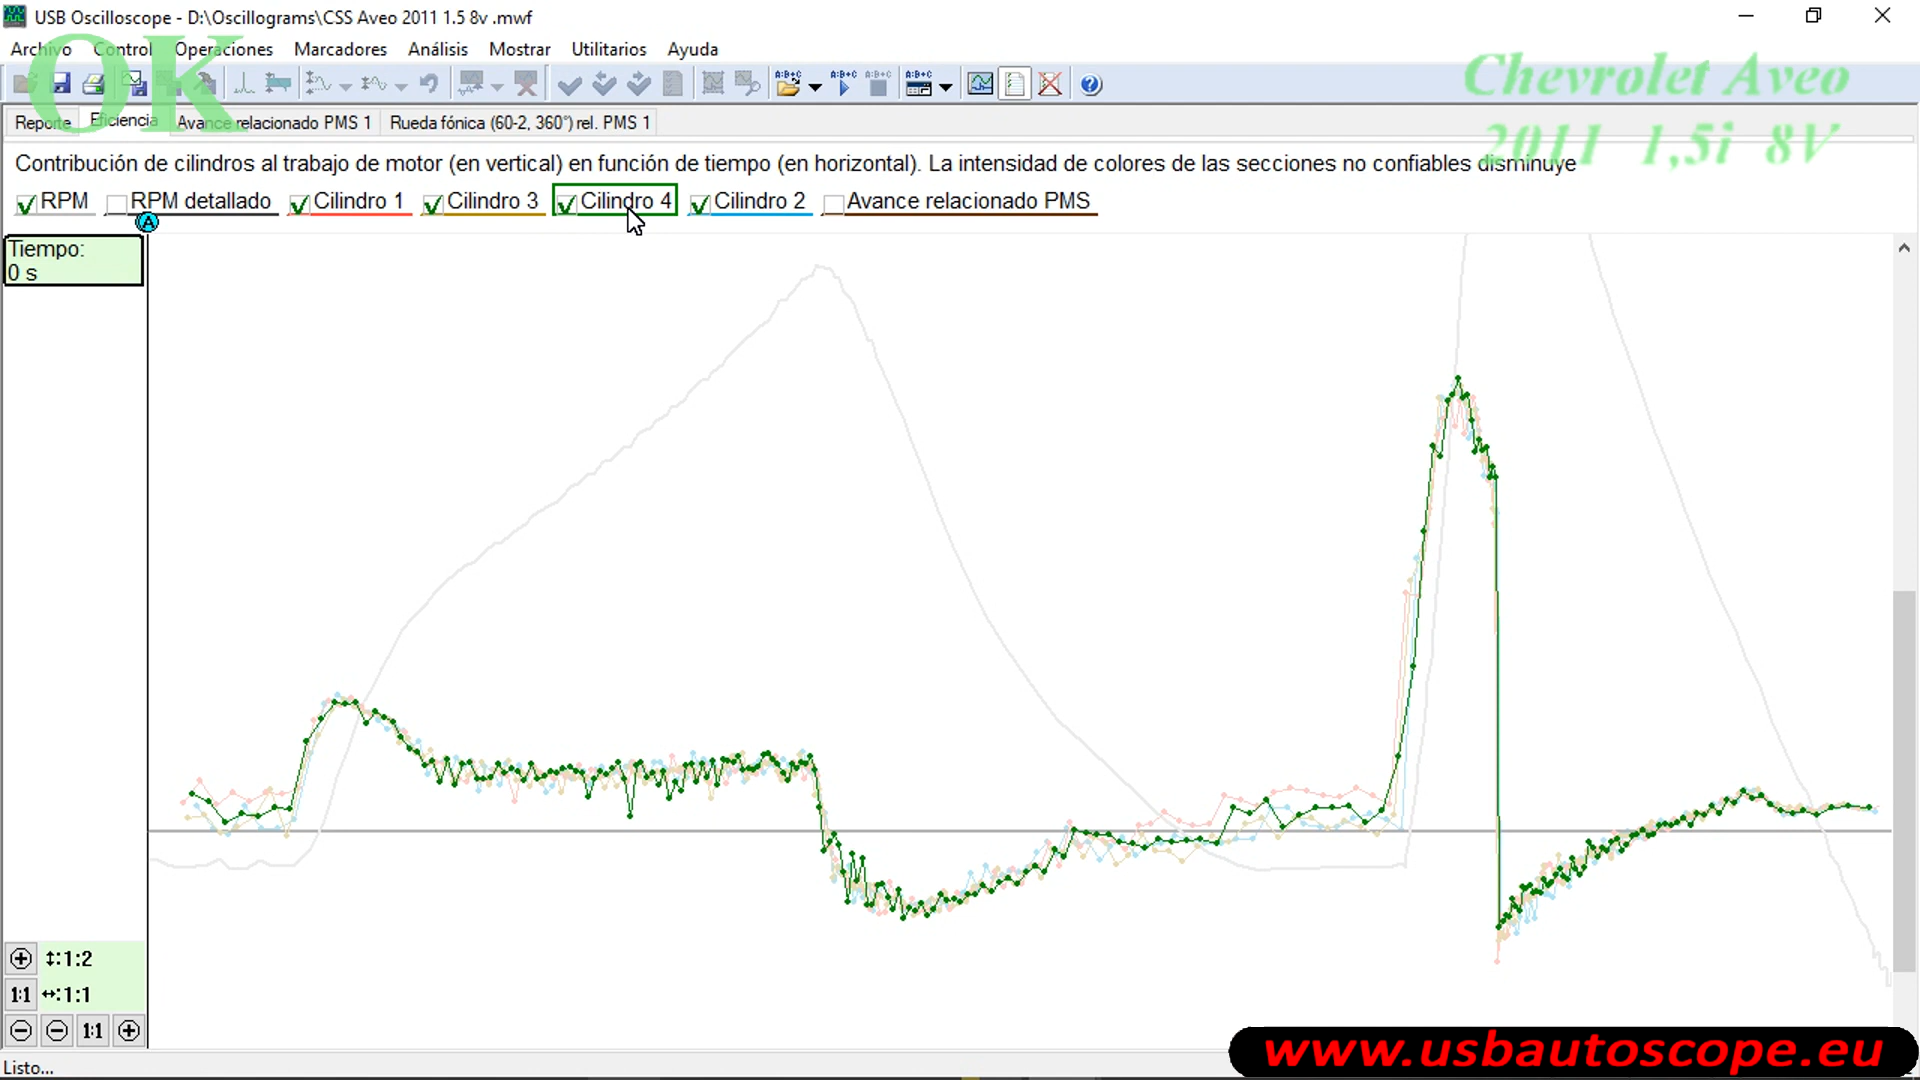 USB Oscilloscope - D:\Oscillograms\CSS Aveo 2011 1.5 8v .mwf
Archivo Control Operaciones Marcadores Análisis Mostrar Utilitarios Ayuda
OK
Chevrolet Aveo
2011 1,5i 8V
A:B+C A:B+C A:B+C A:B+C
Reporte Eficiencia Avance relacionado PMS 1 Rueda fónica (60-2, 360°) rel. PMS 1
Contribución de cilindros al trabajo de motor (en vertical) en función de tiempo (en horizontal). La intensidad de colores de las secciones no confiables disminuye
RPM RPM detallado Cilindro 1 Cilindro 3 Cilindro 4 Cilindro 2 Avance relacionado PMS
A
Tiempo:
0 s
:1:2
1:1 :1:1
1:1
www.usbautoscope.eu
Listo...